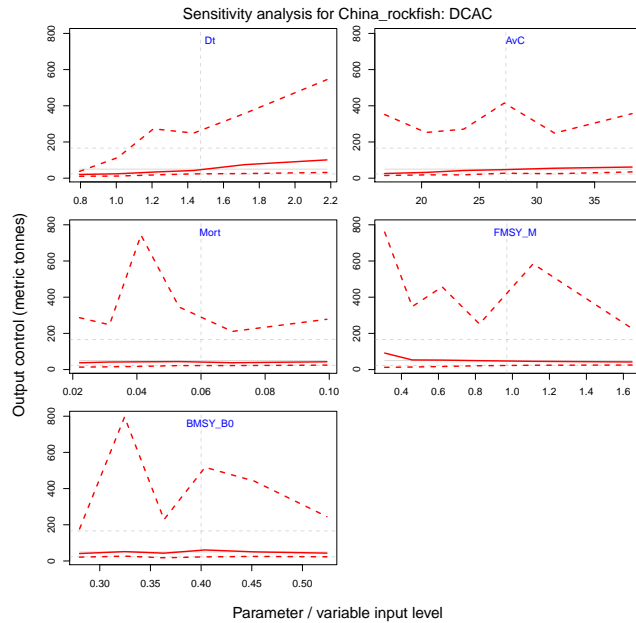 Sensitivity analysis for China_rockfish: DCAC
Dt
0 200 400 600 800
0.8 1.0 1.2 1.4 1.6 1.8 2.0 2.2
AvC
0 200 400 600 800
20 25 30 35
Mort
0 200 400 600 800
0.02 0.04 0.06 0.08 0.10
FMSY_M
0 200 400 600 800
0.4 0.6 0.8 1.0 1.2 1.4 1.6
BMSY_B0
0 200 400 600 800
0.30 0.35 0.40 0.45 0.50
Output control (metric tonnes)
Parameter / variable input level